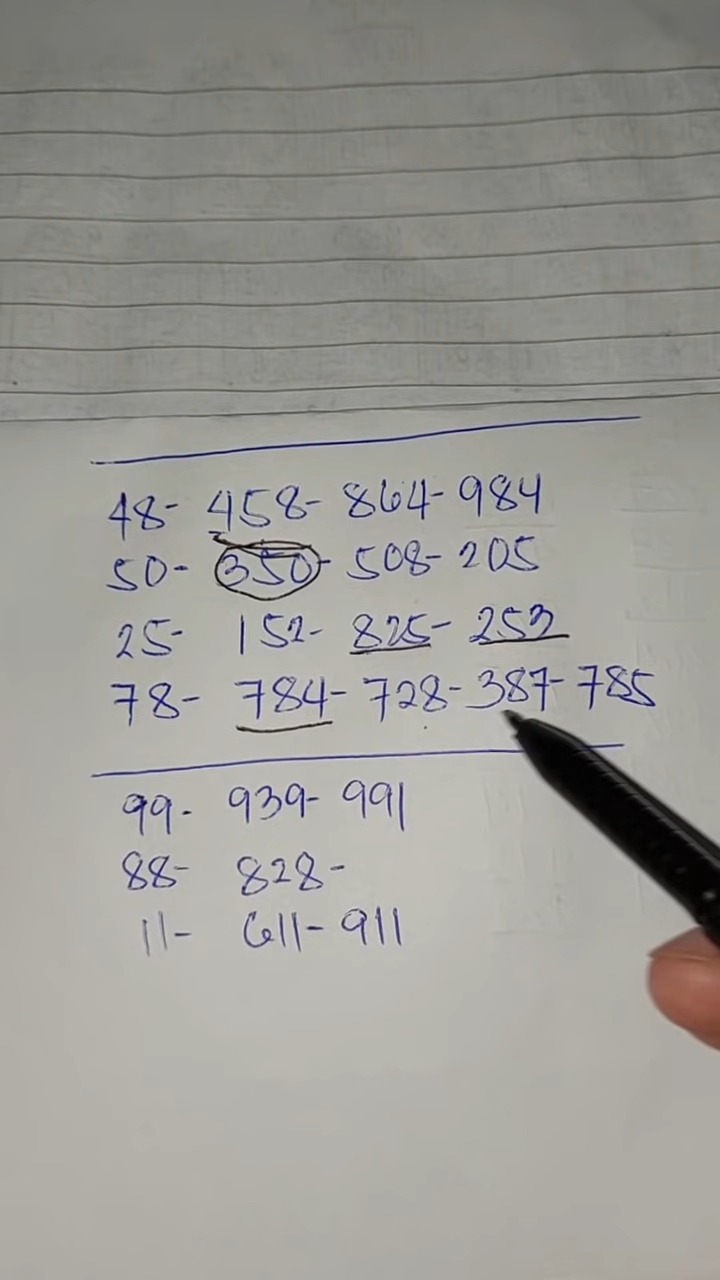 48- 458- 864- 984
50- 350- 508- 205
25- 152- 825- 253
78- 784- 728- 387- 785
99- 939- 991
88- 828-
11- 611- 911